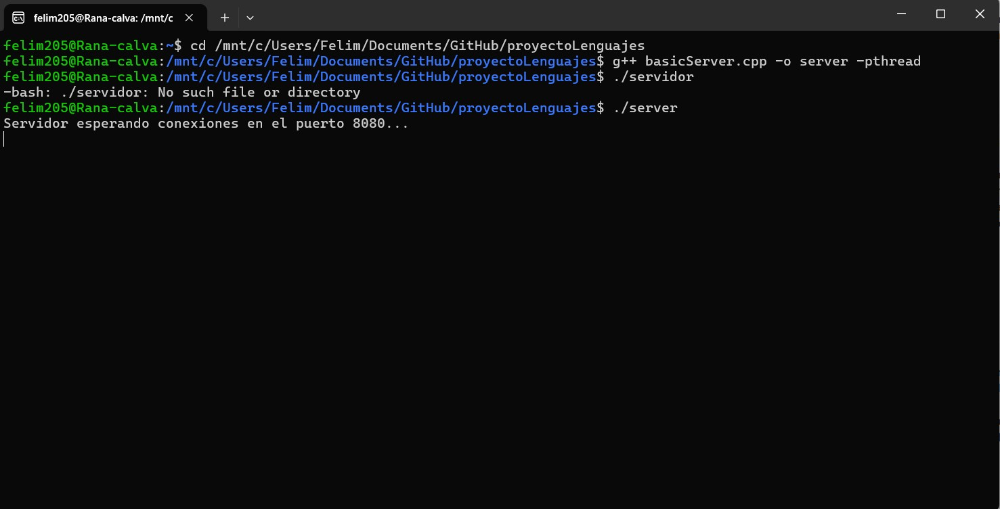 felim205@Rana-calva: /mnt/c
felim205@Rana-calva:~$ cd /mnt/c/Users/Felim/Documents/GitHub/proyectoLenguajes
felim205@Rana-calva:/mnt/c/Users/Felim/Documents/GitHub/proyectoLenguajes$ g++ basicServer.cpp -o server -pthread
felim205@Rana-calva:/mnt/c/Users/Felim/Documents/GitHub/proyectoLenguajes$ ./servidor
-bash: ./servidor: No such file or directory
felim205@Rana-calva:/mnt/c/Users/Felim/Documents/GitHub/proyectoLenguajes$ ./server
Servidor esperando conexiones en el puerto 8080...